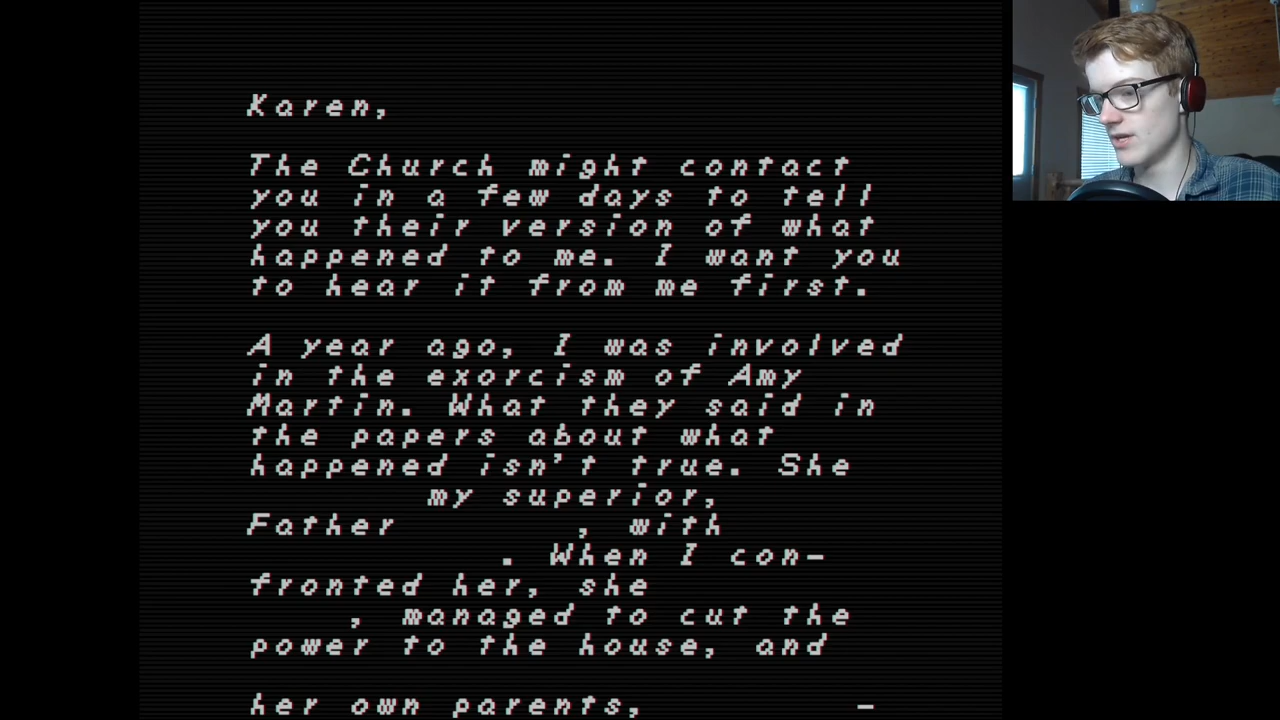 Karen,
The Church might contact
you in a few days to tell
you their version of what
happened to me. I want you
to hear it from me first.
A year ago, I was involved
in the exorcism of Amy
Martin. What they said in
the papers about what
happened isn't true. She
my superior,
Father , with
. When I con-
fronted her, she
, managed to cut the
power to the house, and
her own parents, -